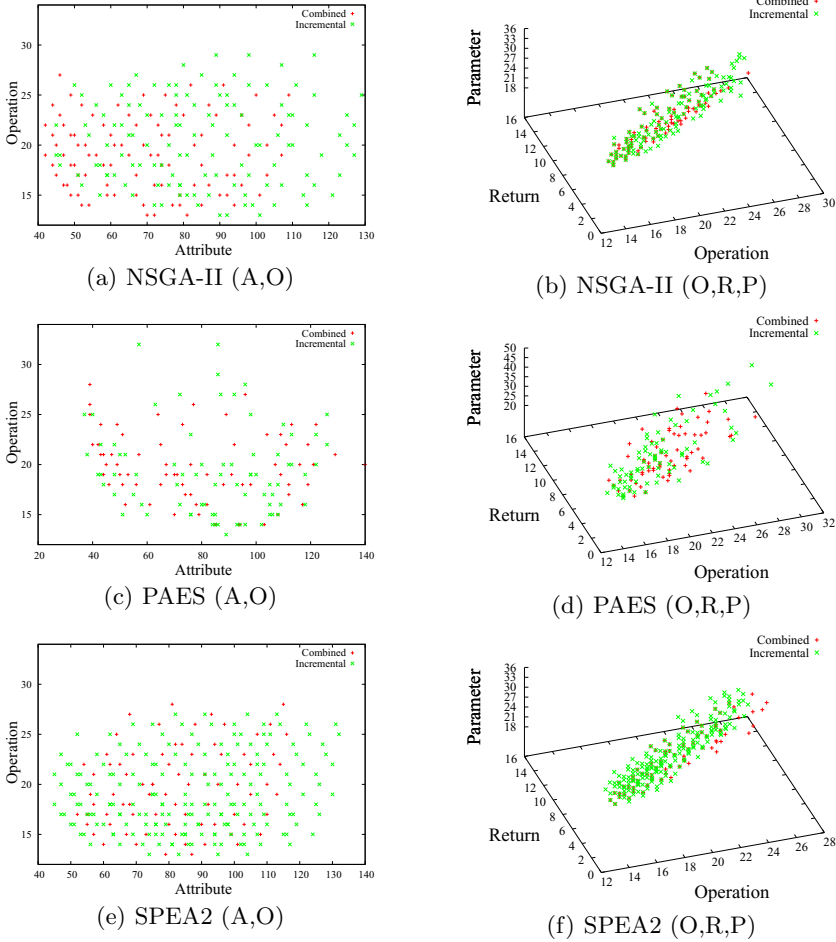 Combined
Incremental
30
25
20
15
Operation
40 50 60 70 80 90 100 110 120 130
Attribute
(a) NSGA-II (A,O)
Combined
Incremental
36
33
30
27
24
21
18
Parameter
16
14
12
10
8
6
4
2
0
Return
12 14 16 18 20 22 24 26 28 30
Operation
(b) NSGA-II (O,R,P)
Combined
Incremental
30
25
20
15
Operation
20 40 60 80 100 120 140
Attribute
(c) PAES (A,O)
Combined
Incremental
50
45
40
35
30
25
20
Parameter
16
14
12
10
8
6
4
2
0
Return
12 14 16 18 20 22 24 26 28 30 32
Operation
(d) PAES (O,R,P)
Combined
Incremental
30
25
20
15
Operation
40 50 60 70 80 90 100 110 120 130 140
Attribute
(e) SPEA2 (A,O)
Combined
Incremental
36
33
30
27
24
21
18
Parameter
16
14
12
10
8
6
4
2
0
Return
12 14 16 18 20 22 24 26 28
Operation
(f) SPEA2 (O,R,P)